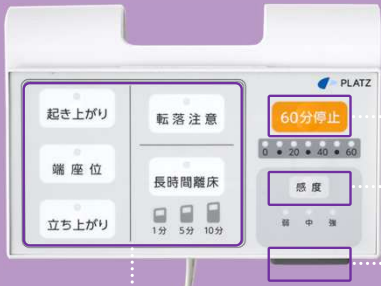 PLATZ
起き上がり
端座位
立ち上がり
転落注意
長時間離床
1分 5分 10分
60分停止
0 • 20 • 40 • 60
感度
弱 中 強